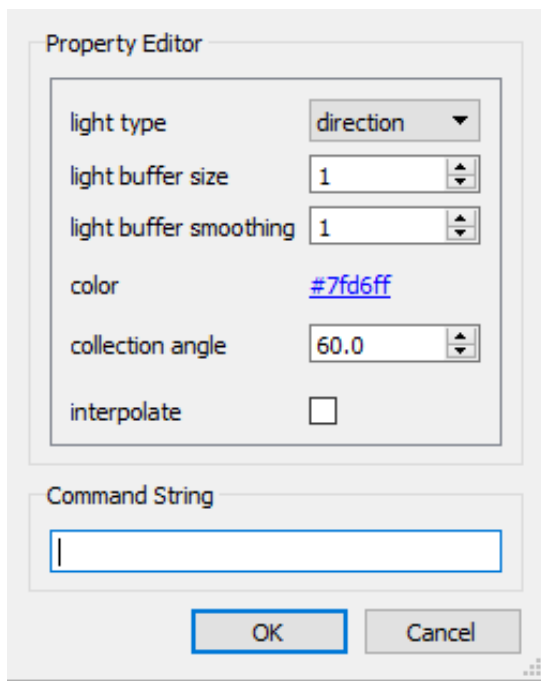 Property Editor
light type direction
light buffer size 1
light buffer smoothing 1
color #7fd6ff
collection angle 60.0
interpolate
Command String
OK Cancel